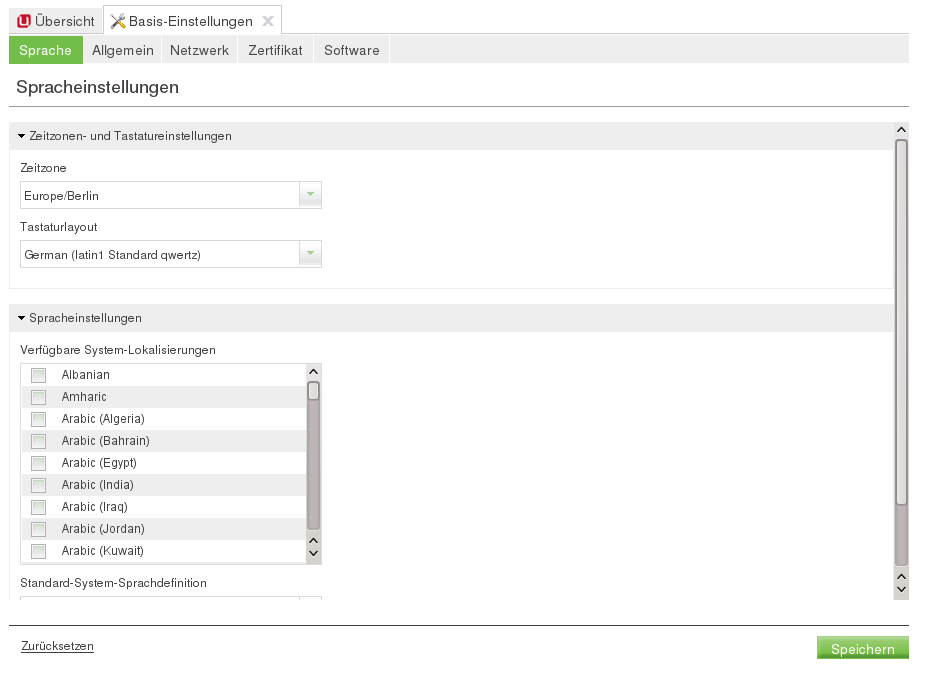 Übersicht Basis-Einstellungen
Sprache Allgemein Netzwerk Zertifikat Software
Spracheinstellungen
Zeitzonen- und Tastatureinstellungen
Zeitzone
Europe/Berlin
Tastaturlayout
German (latin1 Standard qwertz)
Spracheinstellungen
Verfügbare System-Lokalisierungen
Albanian
Amharic
Arabic (Algeria)
Arabic (Bahrain)
Arabic (Egypt)
Arabic (India)
Arabic (Iraq)
Arabic (Jordan)
Arabic (Kuwait)
Standard-System-Sprachdefinition
Zurücksetzen Speichern